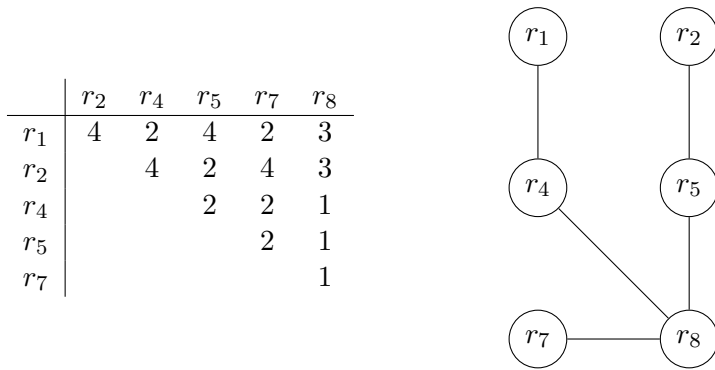 r₂ r₄ r₅ r₇ r₈
r₁ 4 2 4 2 3
r₂ 4 2 4 3
r₄ 2 2 1
r₅ 2 1
r₇ 1
r₁ r₂
r₄ r₅
r₇ r₈